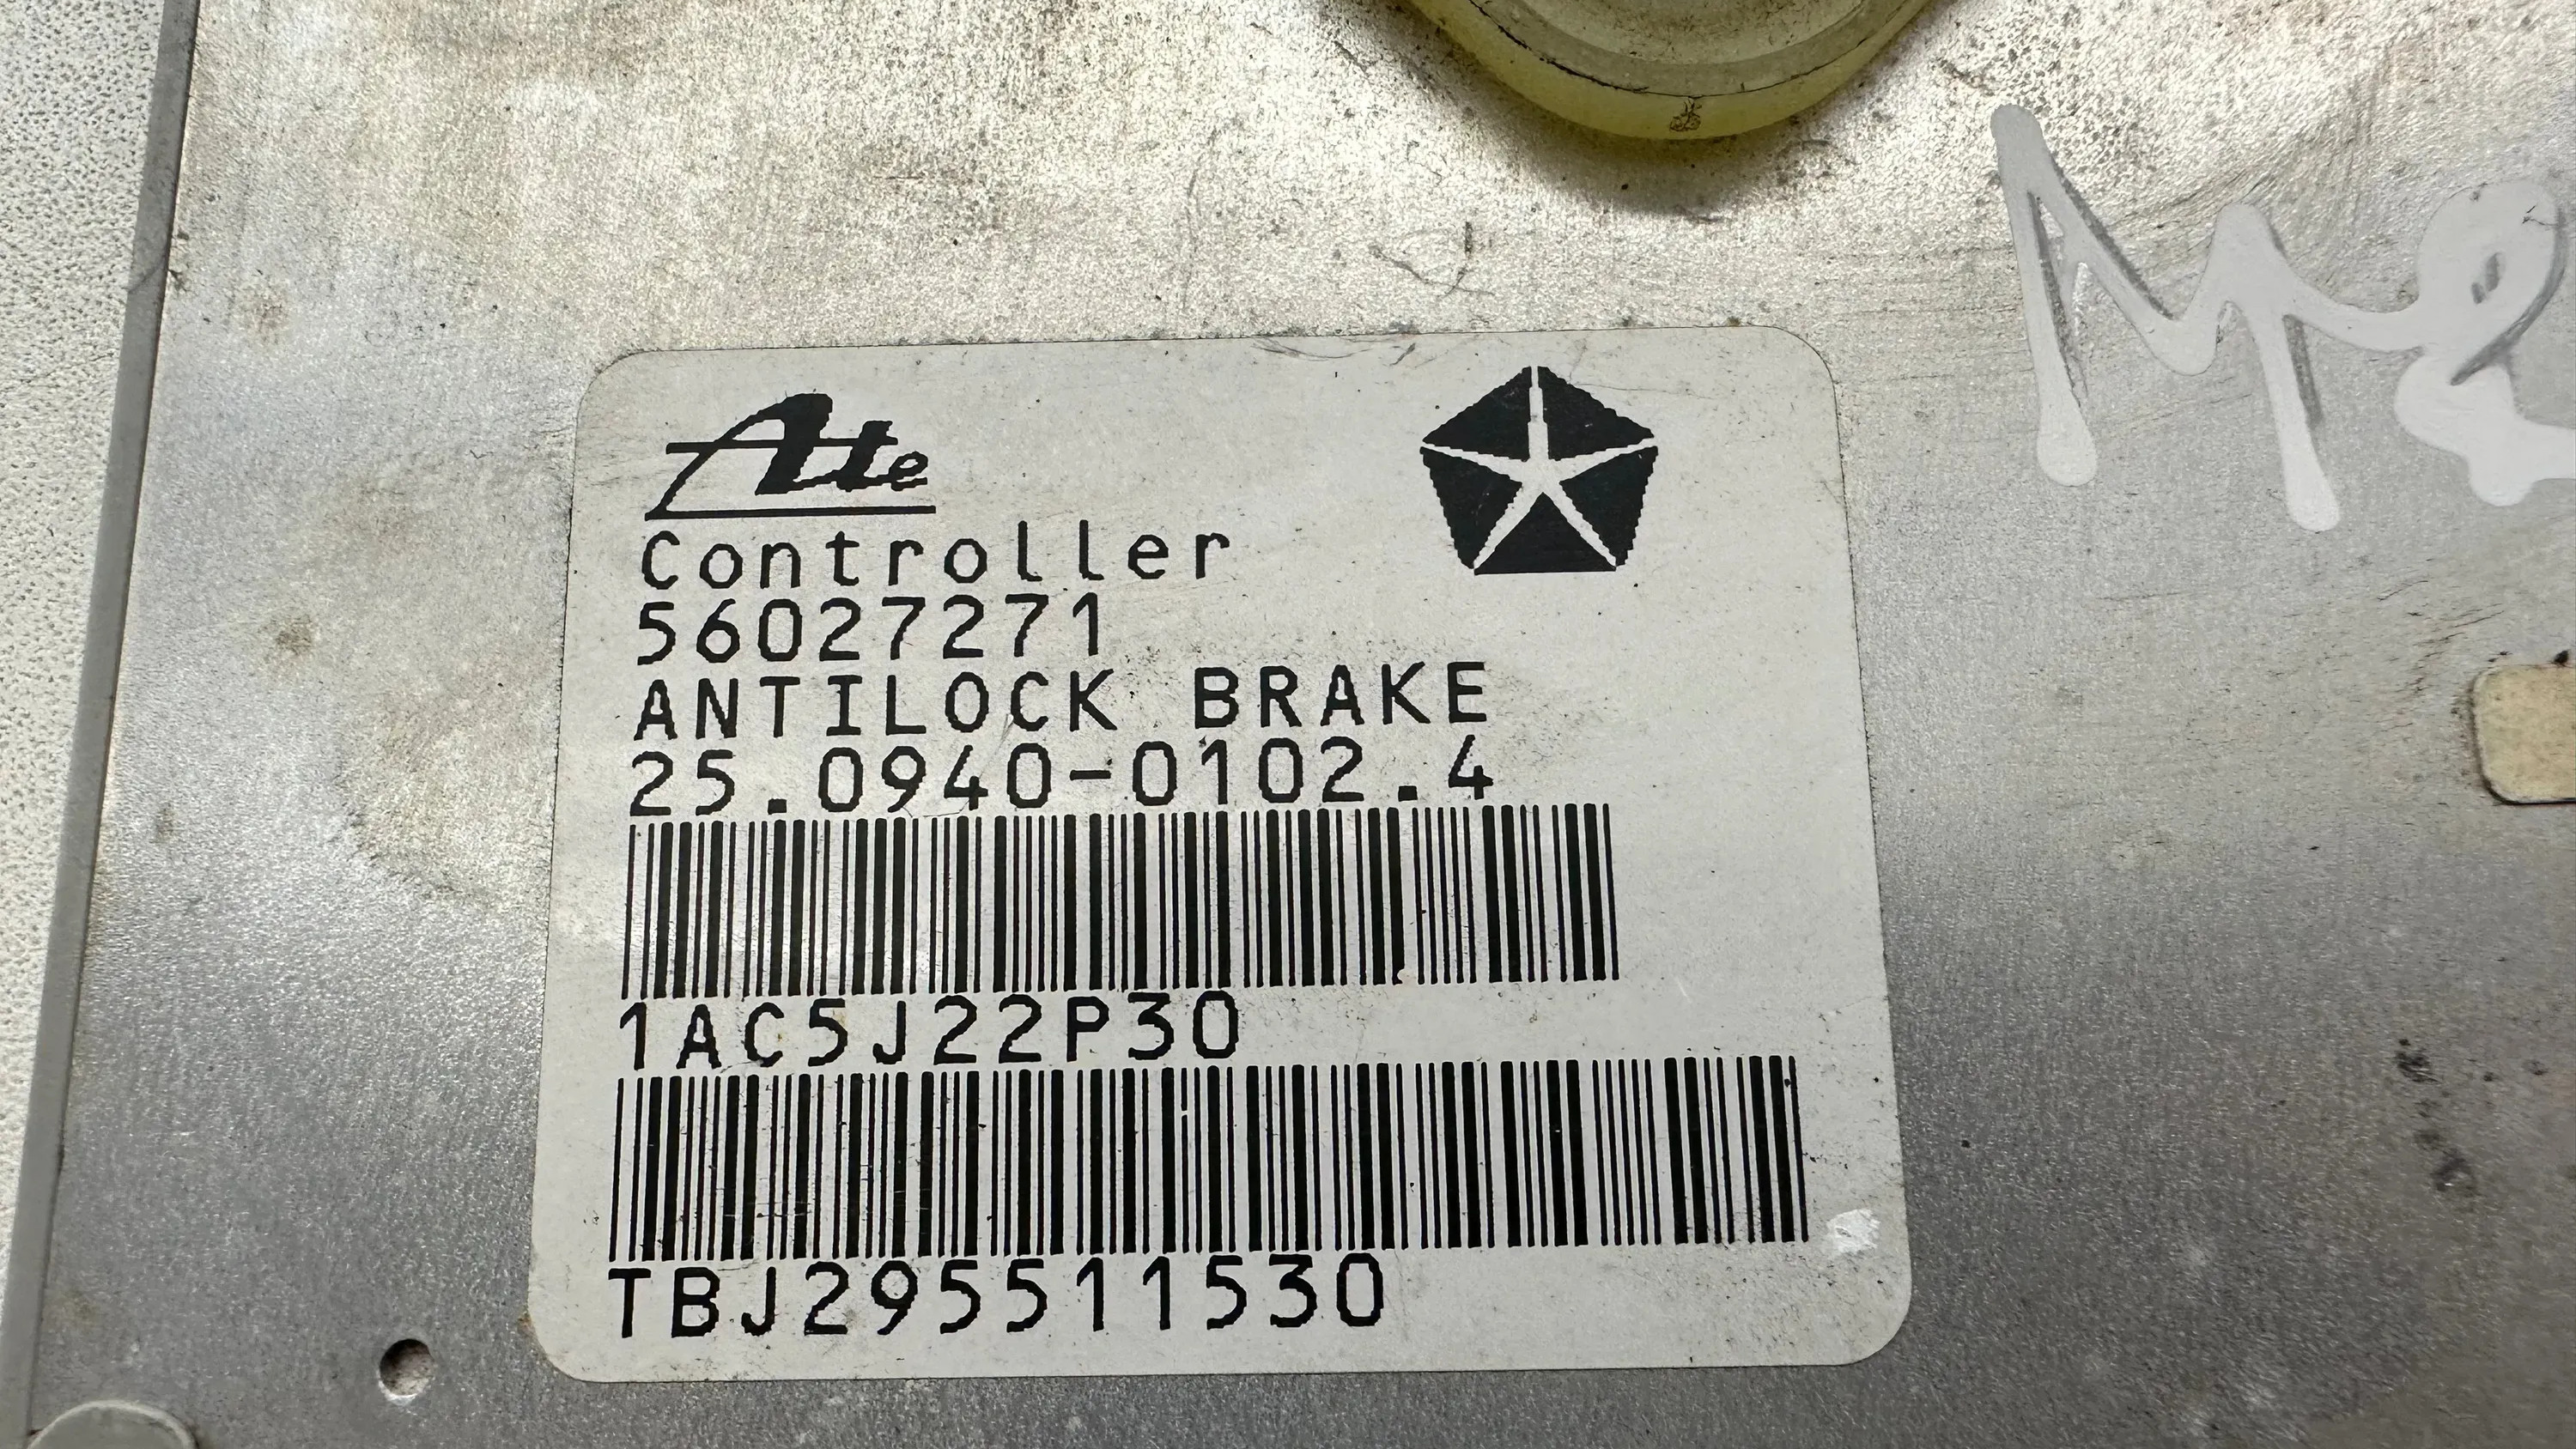 Ate
Controller
56027271
ANTILOCK BRAKE
25.0940-0102.4
1AC5J22P30
TBJ295511530